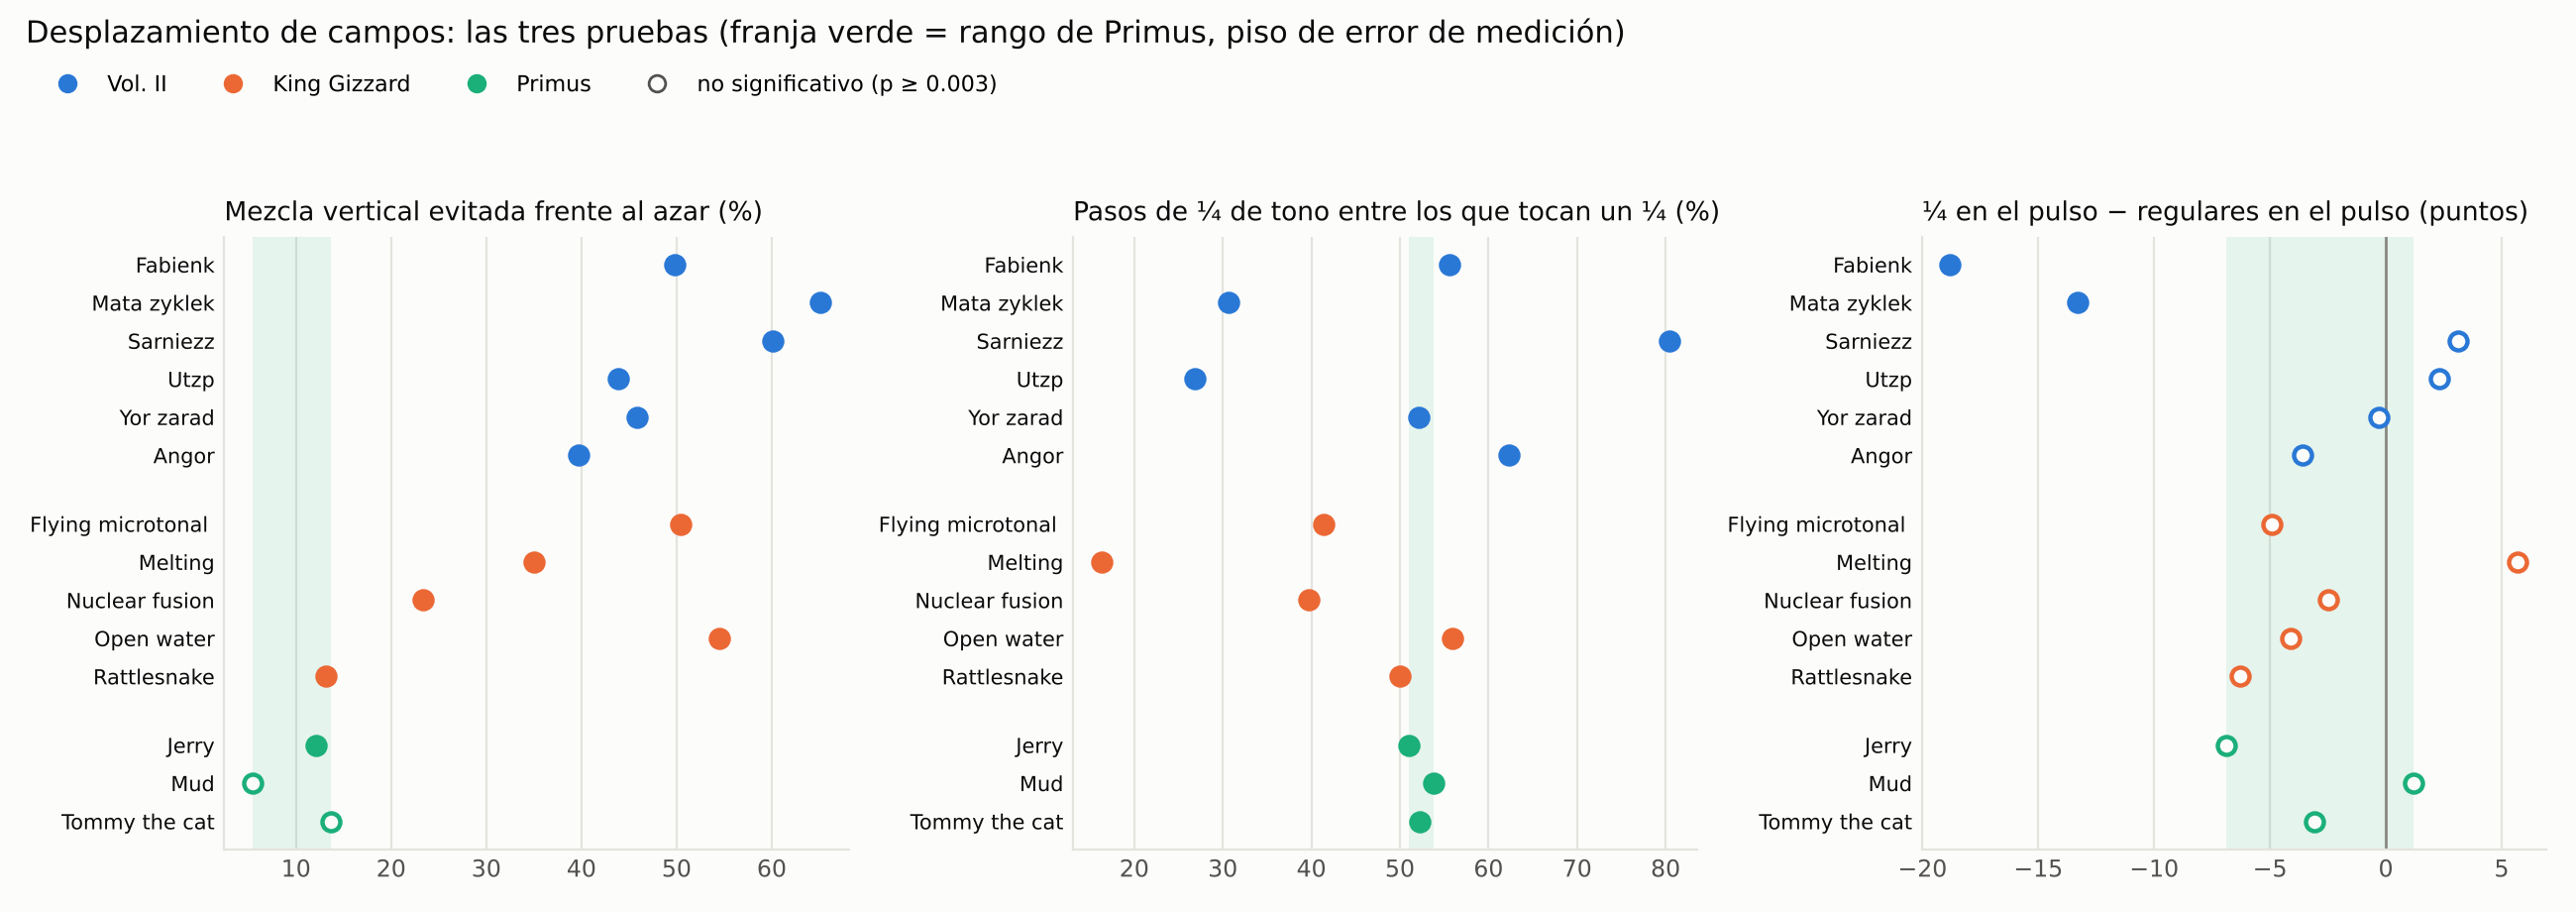 Desplazamiento de campos: las tres pruebas (franja verde = rango de Primus, piso de error de medición)
Vol. II King Gizzard Primus no significativo (p ≥ 0.003)
Mezcla vertical evitada frente al azar (%)
Fabienk
Mata zyklek
Sarniezz
Utzp
Yor zarad
Angor
Flying microtonal
Melting
Nuclear fusion
Open water
Rattlesnake
Jerry
Mud
Tommy the cat
10 20 30 40 50 60
Pasos de ¼ de tono entre los que tocan un ¼ (%)
Fabienk
Mata zyklek
Sarniezz
Utzp
Yor zarad
Angor
Flying microtonal
Melting
Nuclear fusion
Open water
Rattlesnake
Jerry
Mud
Tommy the cat
20 30 40 50 60 70 80
¼ en el pulso − regulares en el pulso (puntos)
Fabienk
Mata zyklek
Sarniezz
Utzp
Yor zarad
Angor
Flying microtonal
Melting
Nuclear fusion
Open water
Rattlesnake
Jerry
Mud
Tommy the cat
−20 −15 −10 −5 0 5